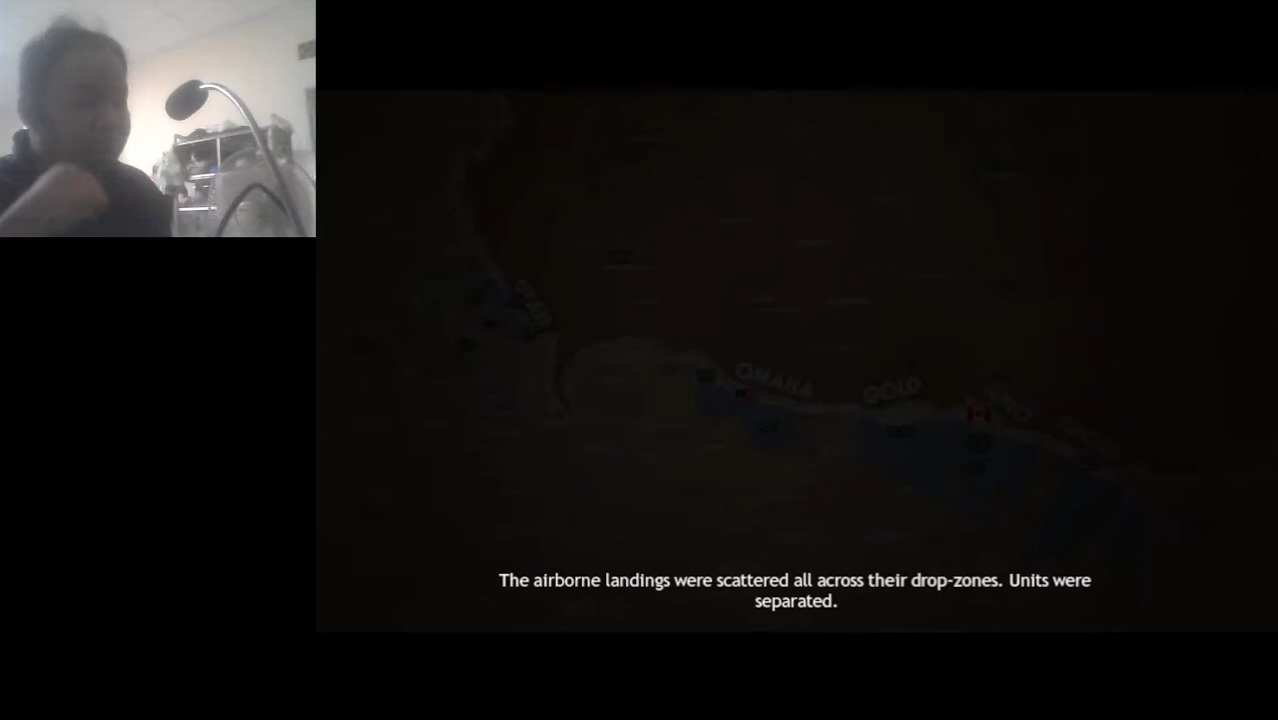 OMAHA
GOLD
The airborne landings were scattered all across their drop-zones. Units were
separated.